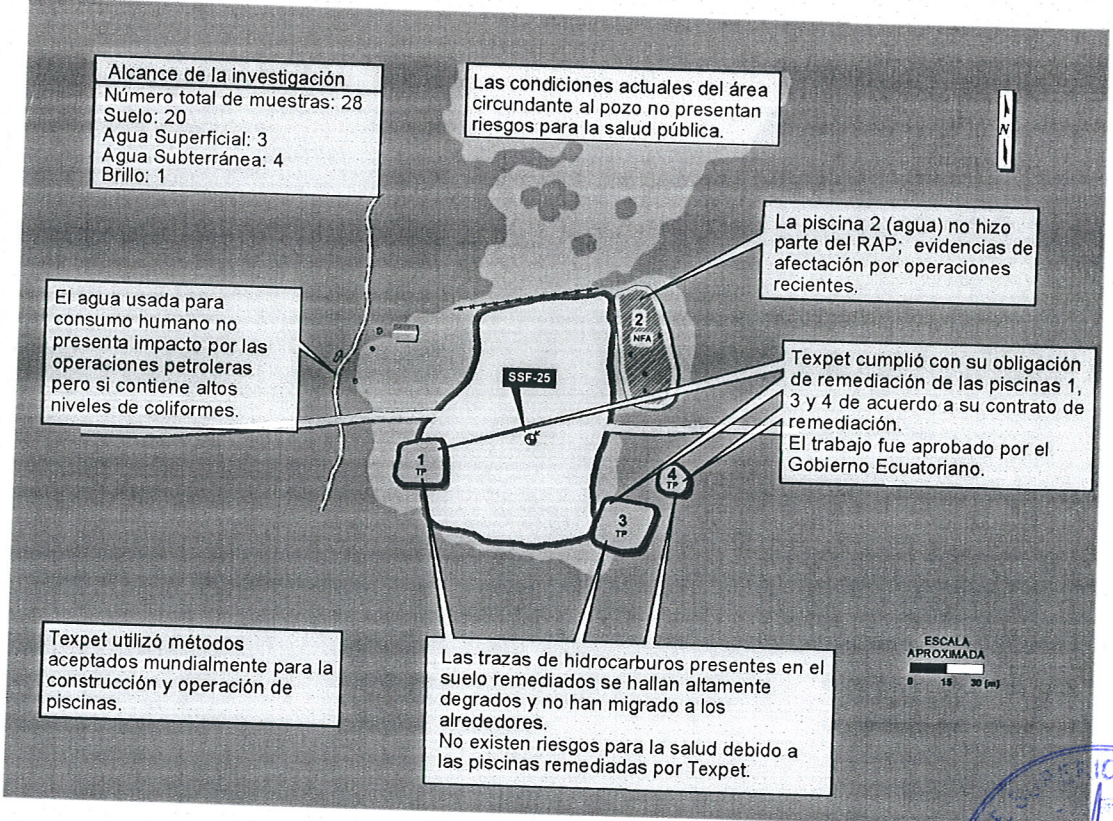 Alcance de la investigación
Número total de muestras: 28
Suelo: 20
Agua Superficial: 3
Agua Subterránea: 4
Brillo: 1
Las condiciones actuales del área
circundante al pozo no presentan
riesgos para la salud pública.
N
La piscina 2 (agua) no hizo
parte del RAP; evidencias de
afectación por operaciones
recientes.
El agua usada para
consumo humano no
presenta impacto por las
operaciones petroleras
pero si contiene altos
niveles de coliformes.
2
NFA
SSF-25
Texpet cumplió con su obligación
de remediación de las piscinas 1,
3 y 4 de acuerdo a su contrato de
remediación.
El trabajo fue aprobado por el
Gobierno Ecuatoriano.
1
TP
4
TP
3
TP
Texpet utilizó métodos
aceptados mundialmente para la
construcción y operación de
piscinas.
Las trazas de hidrocarburos presentes en el
suelo remediados se hallan altamente
degrados y no han migrado a los
alrededores.
No existen riesgos para la salud debido a
las piscinas remediadas por Texpet.
ESCALA
APROXIMADA
0 15 30 (m)